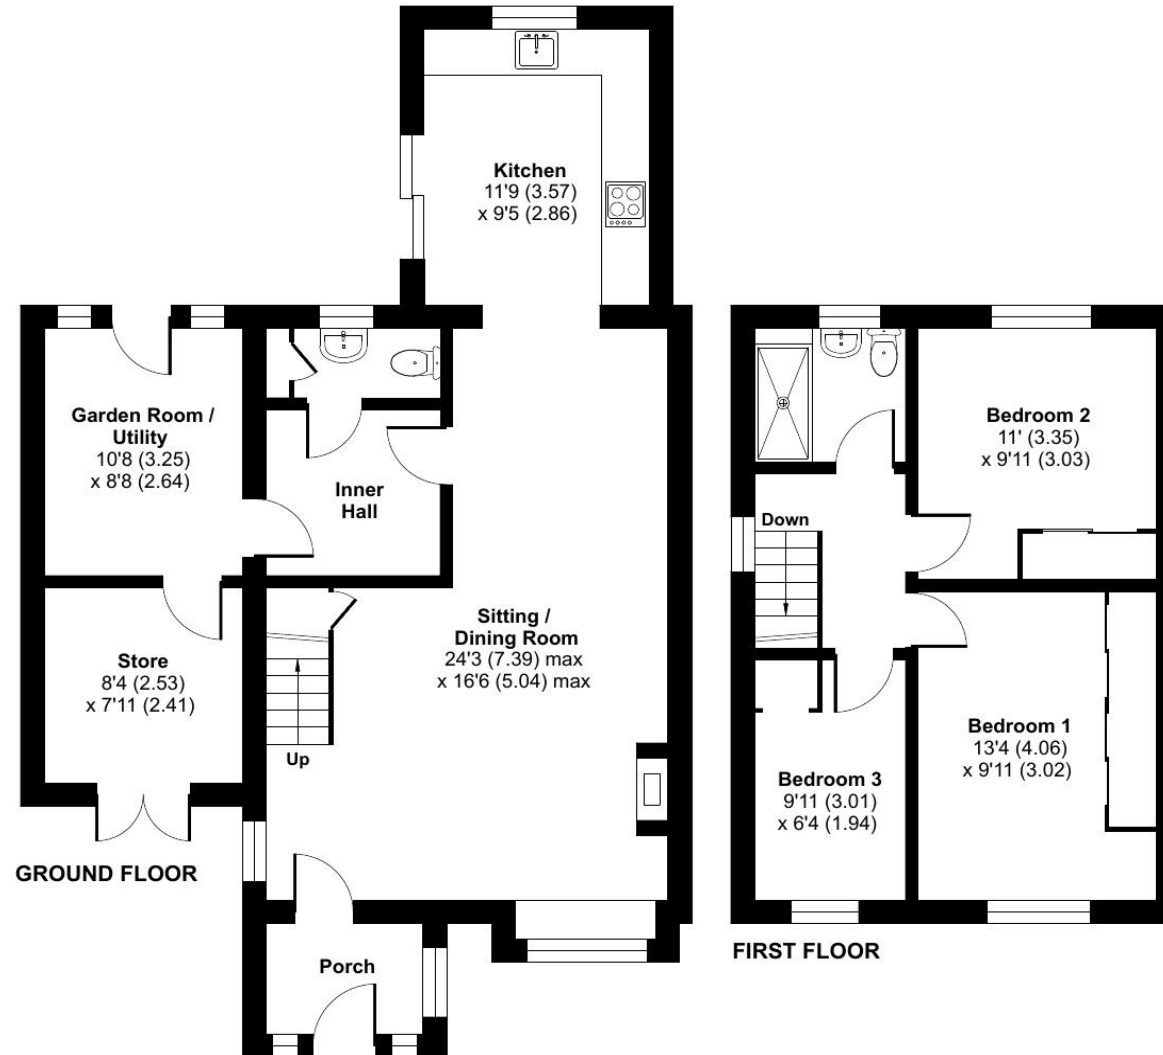 Kitchen
11'9 (3.57)
x 9'5 (2.86)
Garden Room /
Utility
10'8 (3.25)
x 8'8 (2.64)
Inner
Hall
Store
8'4 (2.53)
x 7'11 (2.41)
Sitting /
Dining Room
24'3 (7.39) max
x 16'6 (5.04) max
Up
GROUND FLOOR
Porch
Bedroom 2
11' (3.35)
x 9'11 (3.03)
Down
Bedroom 1
13'4 (4.06)
x 9'11 (3.02)
Bedroom 3
9'11 (3.01)
x 6'4 (1.94)
FIRST FLOOR